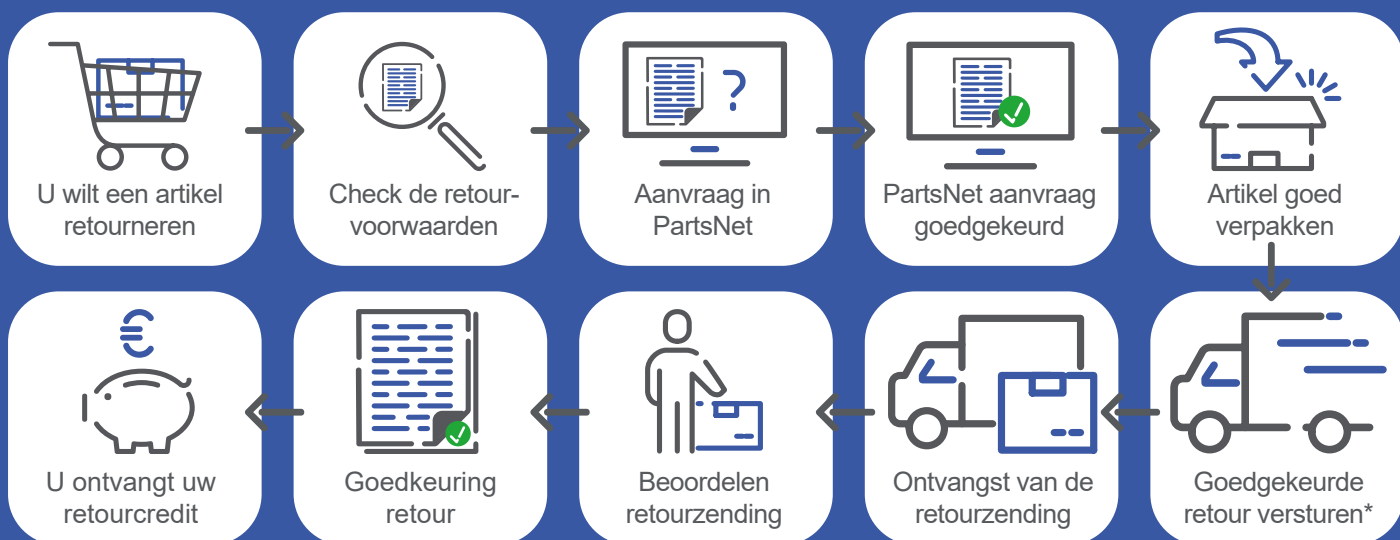 U wilt een artikel
retourneren
Check de retour-
voorwaarden
Aanvraag in
PartsNet
?
PartsNet aanvraag
goedgekeurd
Artikel goed
verpakken
Goedgekeurde
retour versturen*
Ontvangst van de
retourzending
Beoordelen
retourzending
Goedkeuring
retour
€
U ontvangt uw
retourcredit